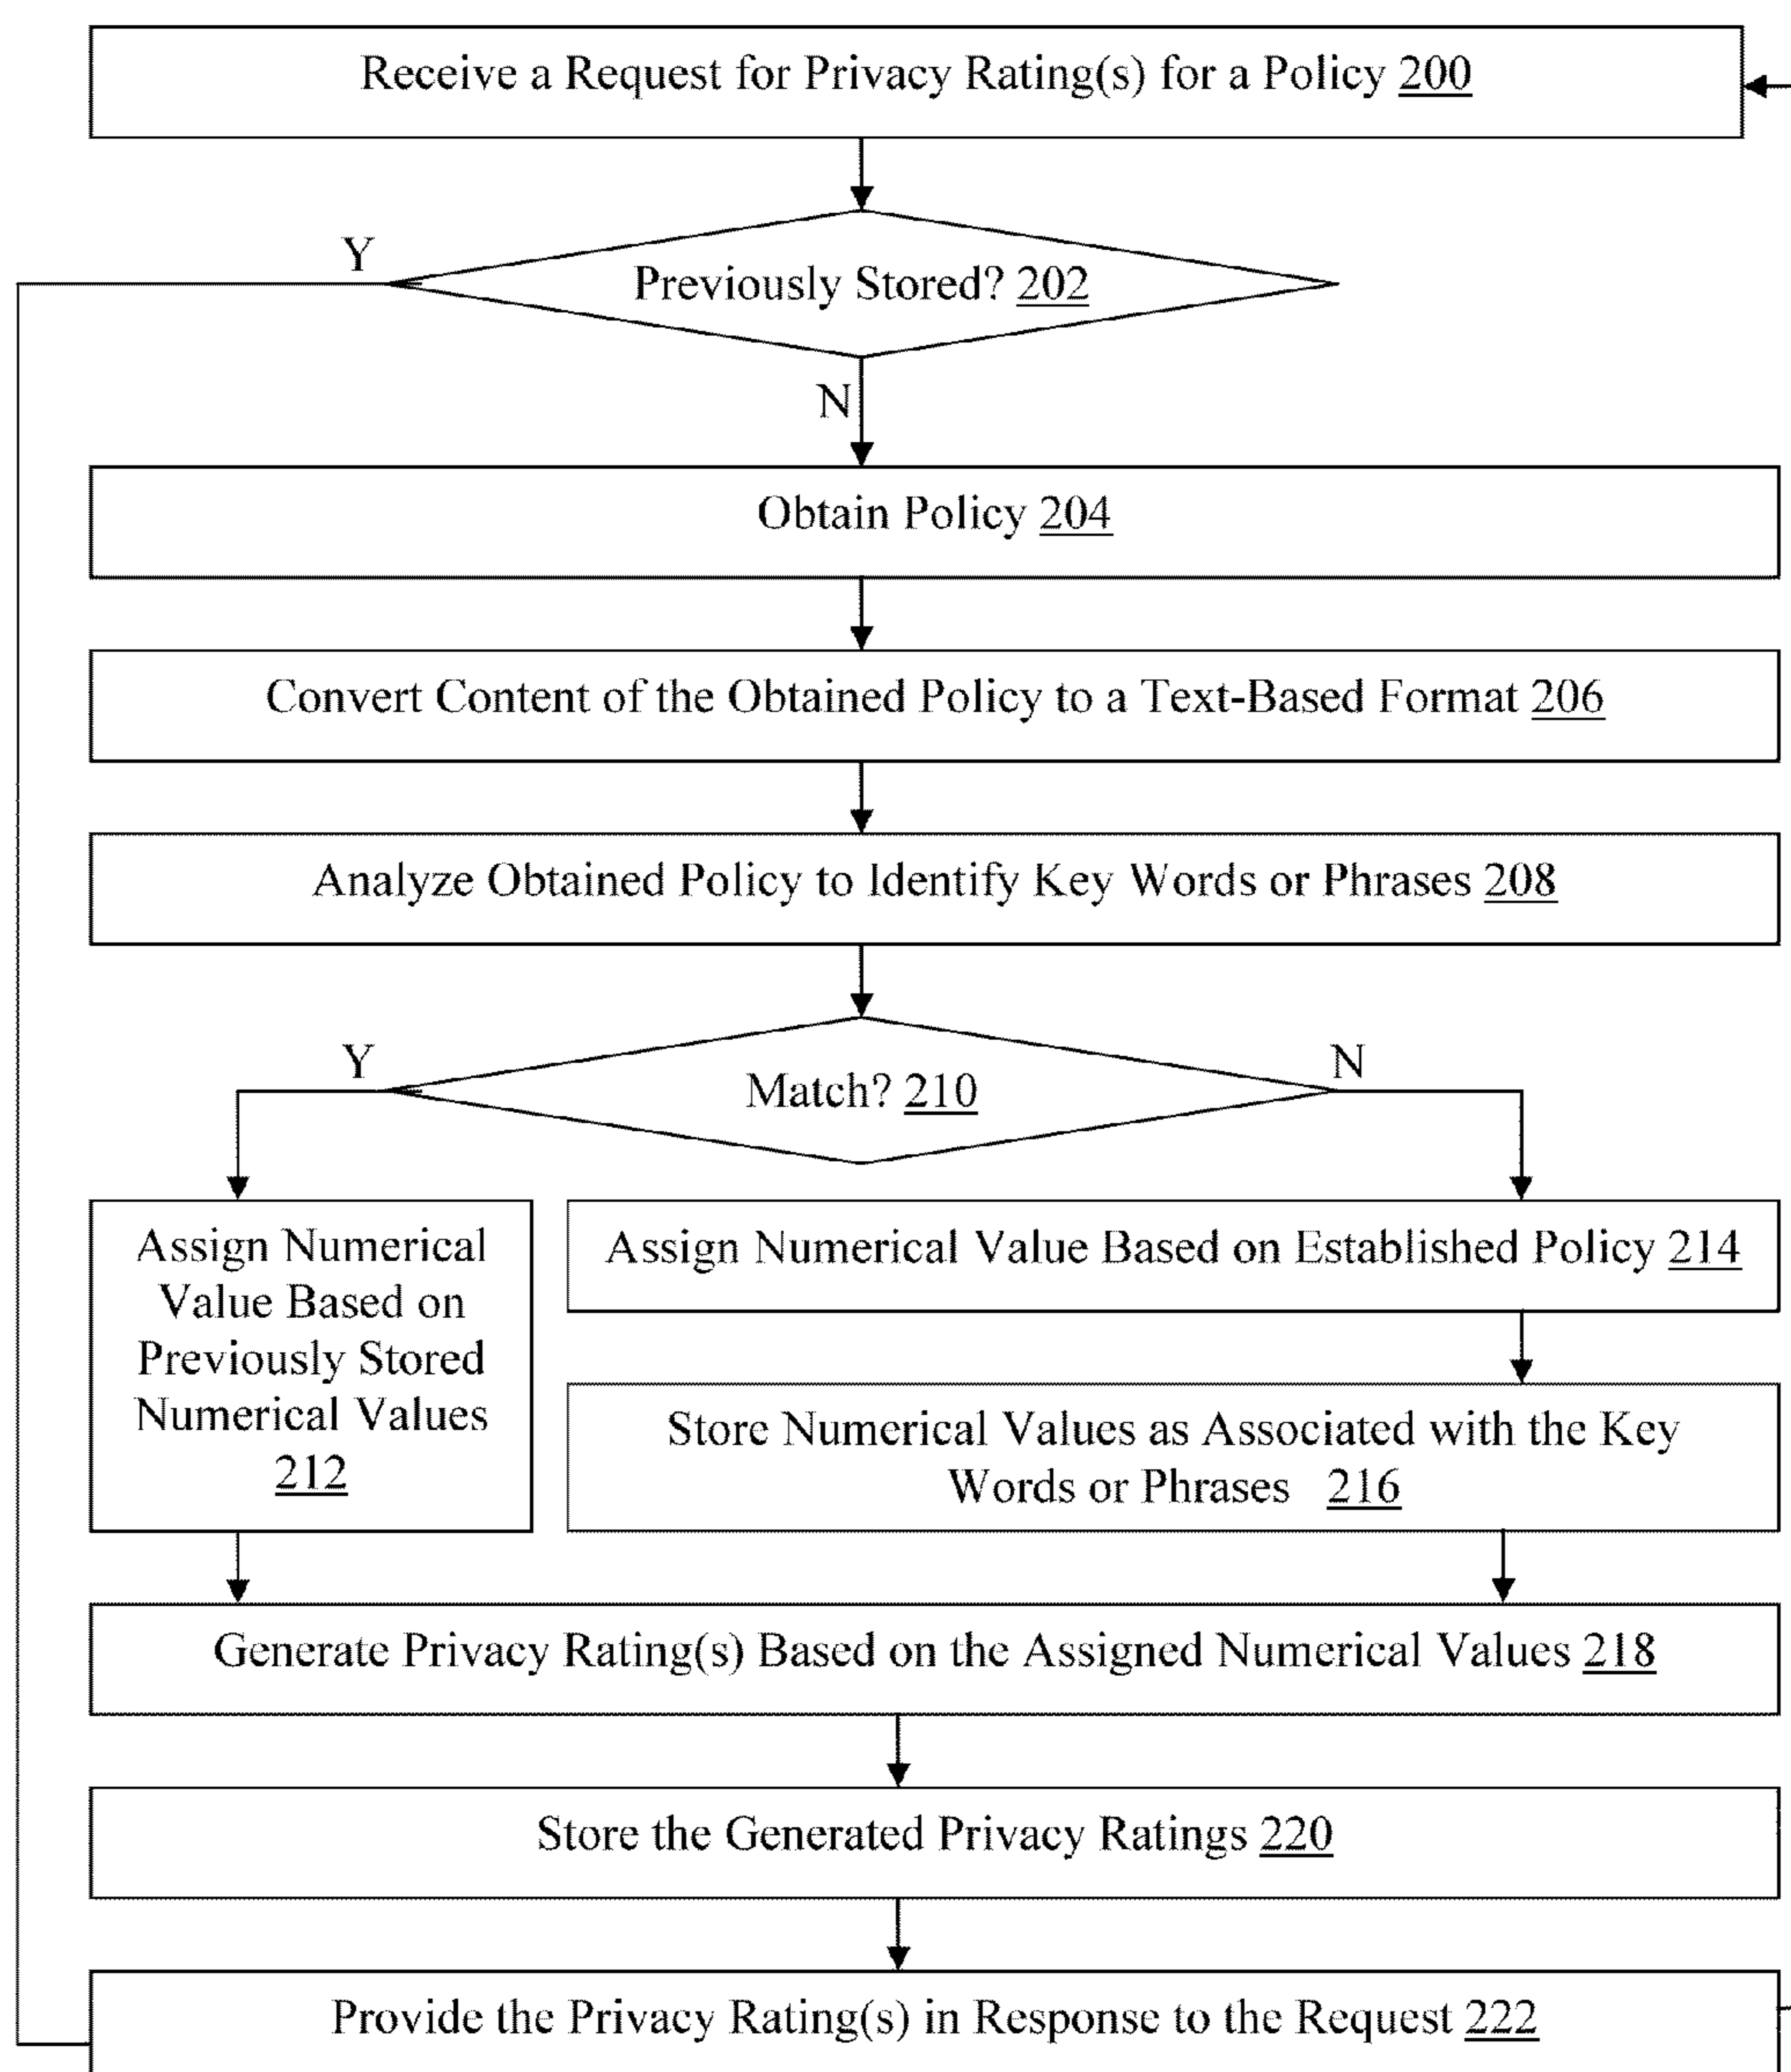 Receive a Request for Privacy Rating(s) for a Policy 200
Y
Previously Stored? 202
N
Obtain Policy 204
Convert Content of the Obtained Policy to a Text-Based Format 206
Analyze Obtained Policy to Identify Key Words or Phrases 208
Y
Match? 210
N
Assign Numerical
Value Based on
Previously Stored
Numerical Values
212
Assign Numerical Value Based on Established Policy 214
Store Numerical Values as Associated with the Key
Words or Phrases 216
Generate Privacy Rating(s) Based on the Assigned Numerical Values 218
Store the Generated Privacy Ratings 220
Provide the Privacy Rating(s) in Response to the Request 222